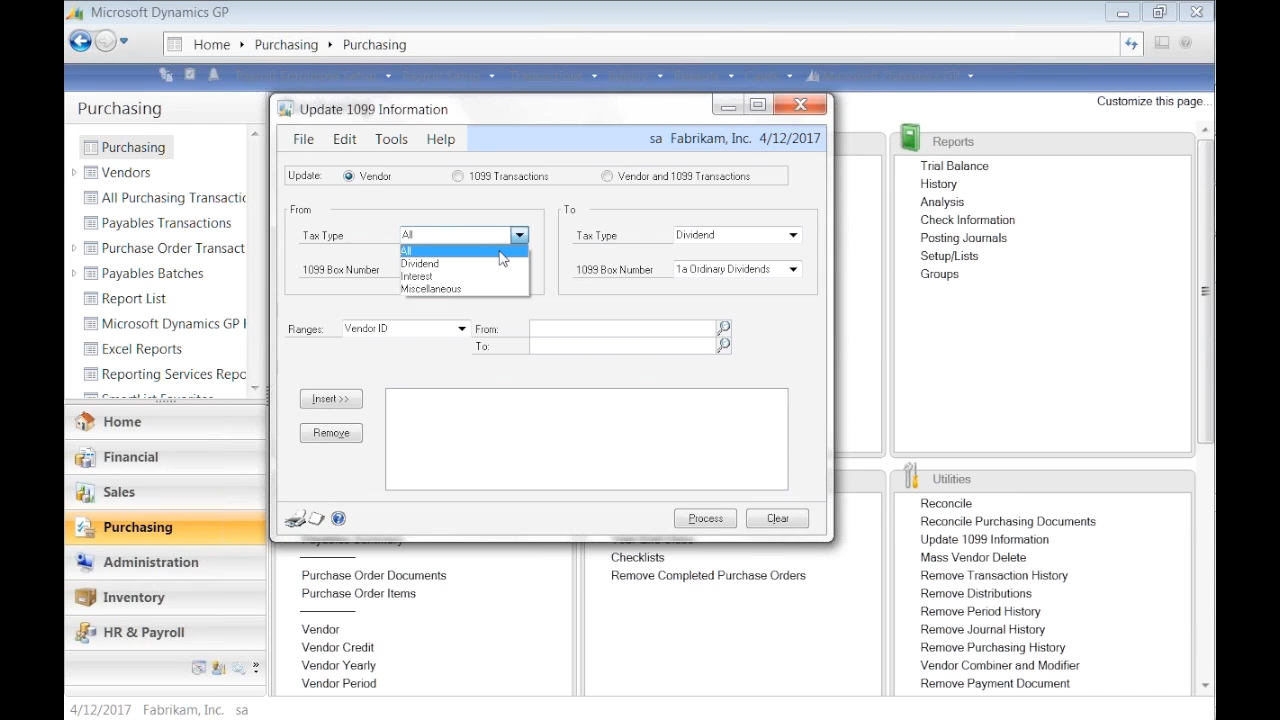 Microsoft Dynamics GP
Home Purchasing Purchasing
Purchasing
Customize this page...
Purchasing
Vendors
All Purchasing Transactic
Payables Transactions
Purchase Order Transact
Payables Batches
Report List
Microsoft Dynamics GP
Excel Reports
Reporting Services Repo
Home
Financial
Sales
Purchasing
Administration
Inventory
HR & Payroll
Update 1099 Information
File Edit Tools Help sa Fabrikam, Inc. 4/12/2017
Update: Vendor 1099 Transactions Vendor and 1099 Transactions
From To
Tax Type All Tax Type Dividend
All
Dividend
1099 Box Number 1099 Box Number 1a Ordinary Dividends
Interest
Miscellaneous
Ranges: Vendor ID From:
To:
Insert >>
Remove
Process Clear
Reports
Trial Balance
History
Analysis
Check Information
Posting Journals
Setup/Lists
Groups
Utilities
Reconcile
Reconcile Purchasing Documents
Update 1099 Information
Mass Vendor Delete
Remove Transaction History
Remove Distributions
Remove Period History
Remove Journal History
Remove Purchasing History
Vendor Combiner and Modifier
Remove Payment Document
Checklists
Remove Completed Purchase Orders
Purchase Order Documents
Purchase Order Items
Vendor
Vendor Credit
Vendor Yearly
Vendor Period
4/12/2017 Fabrikam, Inc. sa